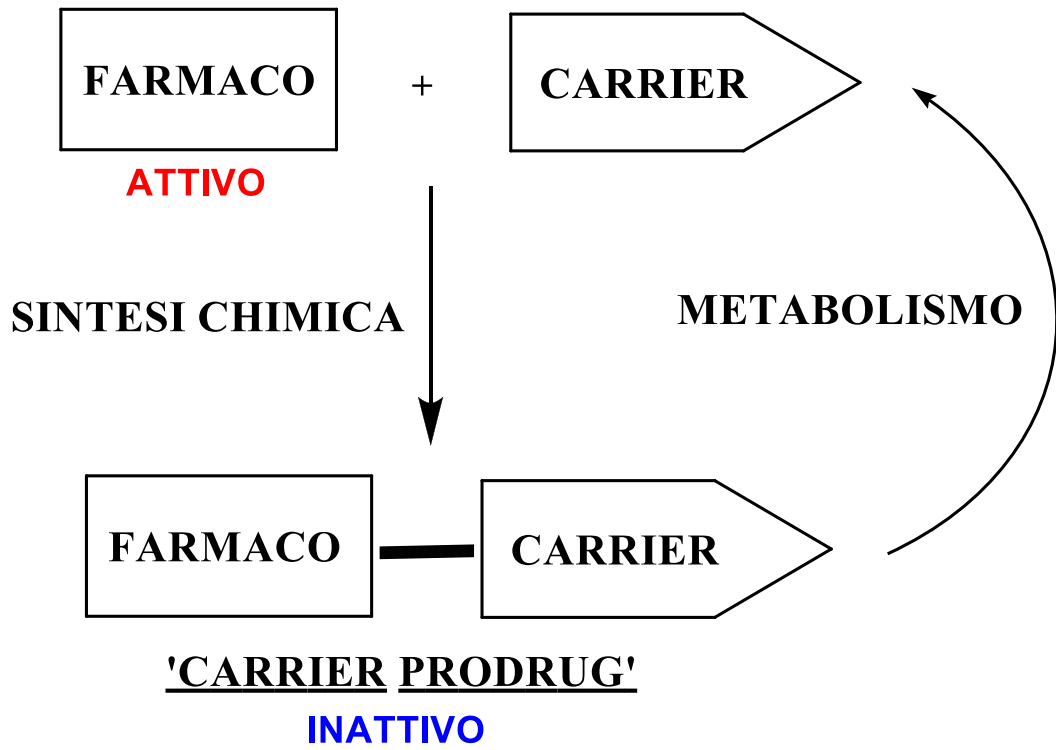 FARMACO + CARRIER
ATTIVO
SINTESI CHIMICA METABOLISMO
FARMACO CARRIER
'CARRIER PRODRUG'
INATTIVO